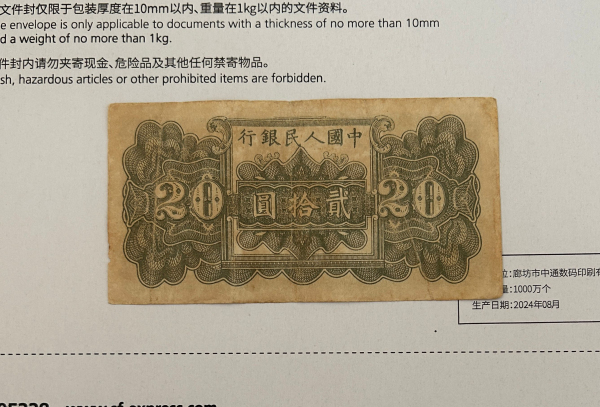 文件封仅限于包装厚度在10mm以内、重量在1kg以内的文件资料。
e envelope is only applicable to documents with a thickness of no more than 10mm
d a weight of no more than 1kg.
件封内请勿夹寄现金、危险品及其他任何禁寄物品。
sh, hazardous articles or other prohibited items are forbidden.
行銀民人國中
20 圓拾貳 20
位:廊坊市中通数码印刷有
量:1000万个
生产日期:2024年08月
www.sf-express.com